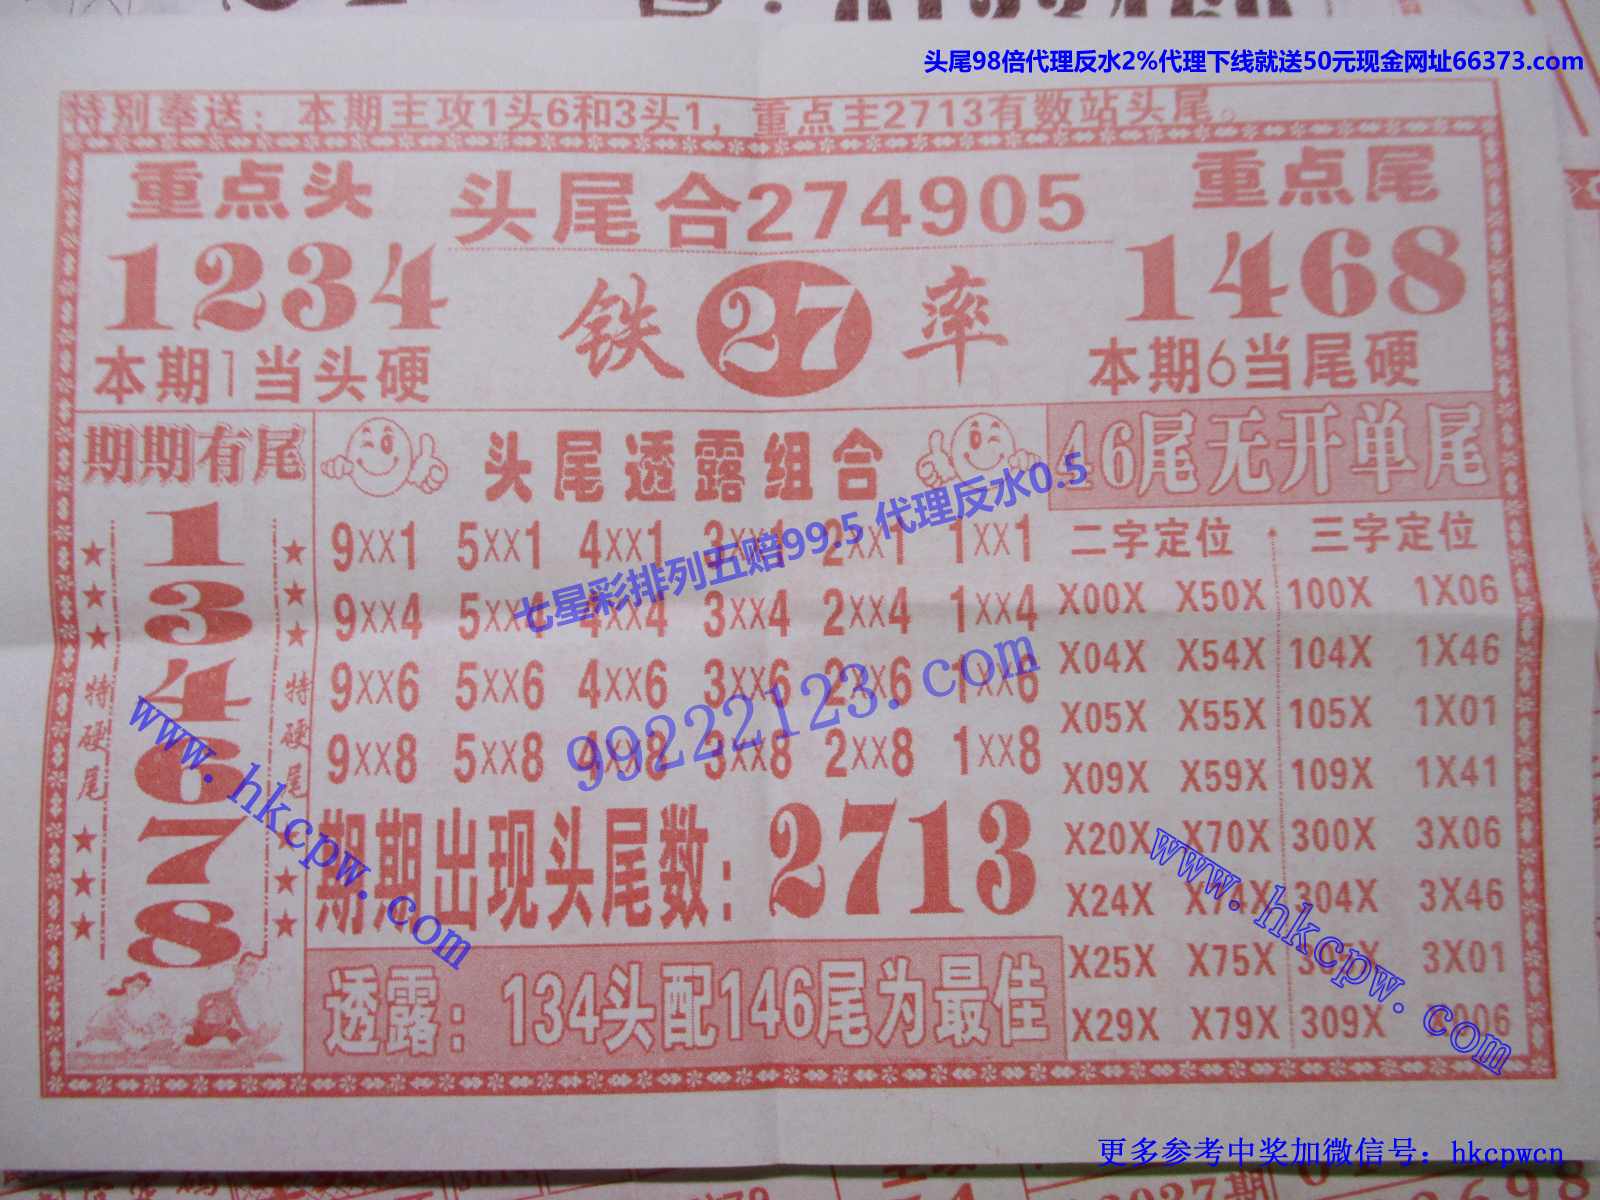 头尾98倍代理反水2%代理下线就送50元现金网址66373.com
特别奉送：本期主攻1头6和3头1，重点主2713有数站头尾。
重点头
1234
本期1当头硬
头尾合274905
铁27率
重点尾
1468
本期6当尾硬
期期有尾
1
3
4
6
7
8
特硬尾
特硬尾
头尾透露组合
9XX1 5XX1 4XX1 3XX1 2XX1 1XX1
9XX4 5XX4 4XX4 3XX4 2XX4 1XX4
9XX6 5XX6 4XX6 3XX6 2XX6 1XX6
9XX8 5XX8 4XX8 3XX8 2XX8 1XX8
期期出现头尾数：2713
透露：134头配146尾为最佳
46尾无开单尾
二字定位 三字定位
X00X X50X 100X 1X06
X04X X54X 104X 1X46
X05X X55X 105X 1X01
X09X X59X 109X 1X41
X20X X70X 300X 3X06
X24X X74X 304X 3X46
X25X X75X 3X01
X29X X79X 309X
七星彩排列五赔99.5 代理反水0.5
99222123.com
www.hkcpw.com
www.hkcpw.com
更多参考中奖加微信号：hkcpwcn